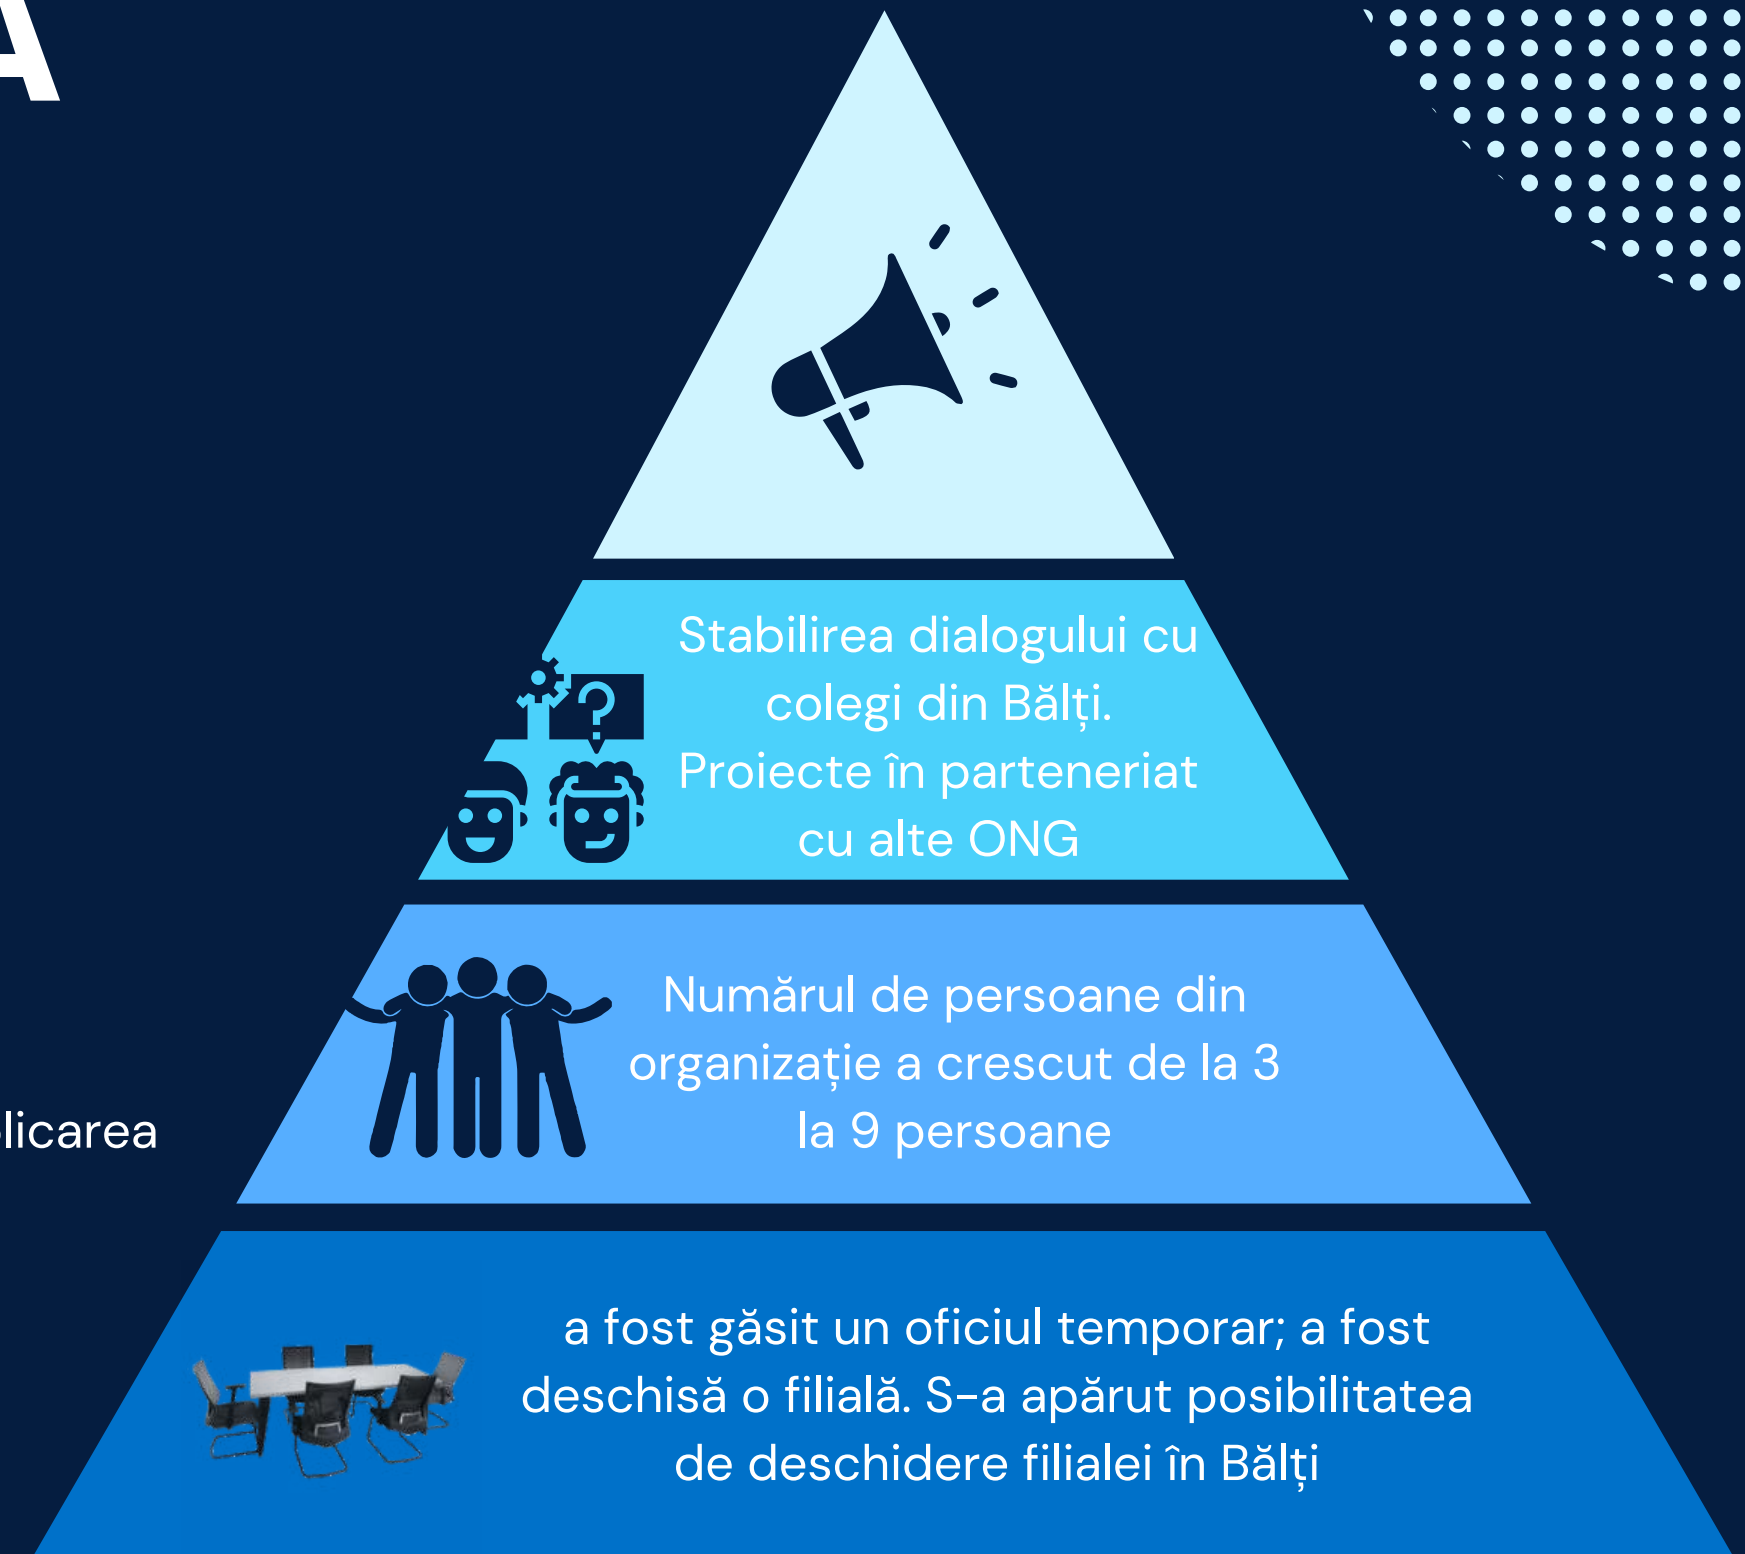 A
Stabilirea dialogului cu
colegi din Bălți.
Proiecte în parteneriat
cu alte ONG
Numărul de persoane din
organizație a crescut de la 3
la 9 persoane
licarea
a fost găsit un oficiul temporar; a fost
deschisă o filială. S-a apărut posibilitatea
de deschidere filialei în Bălți